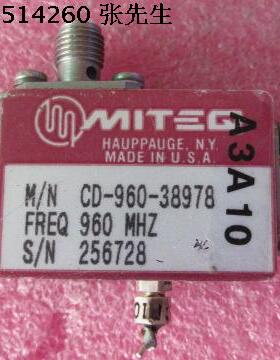 514260 张先生
MITEQ
HAUPPAUGE, N.Y.
MADE IN U.S.A.
A3A10
M/N CD-960-38978
FREQ 960 MHZ
S/N 256728